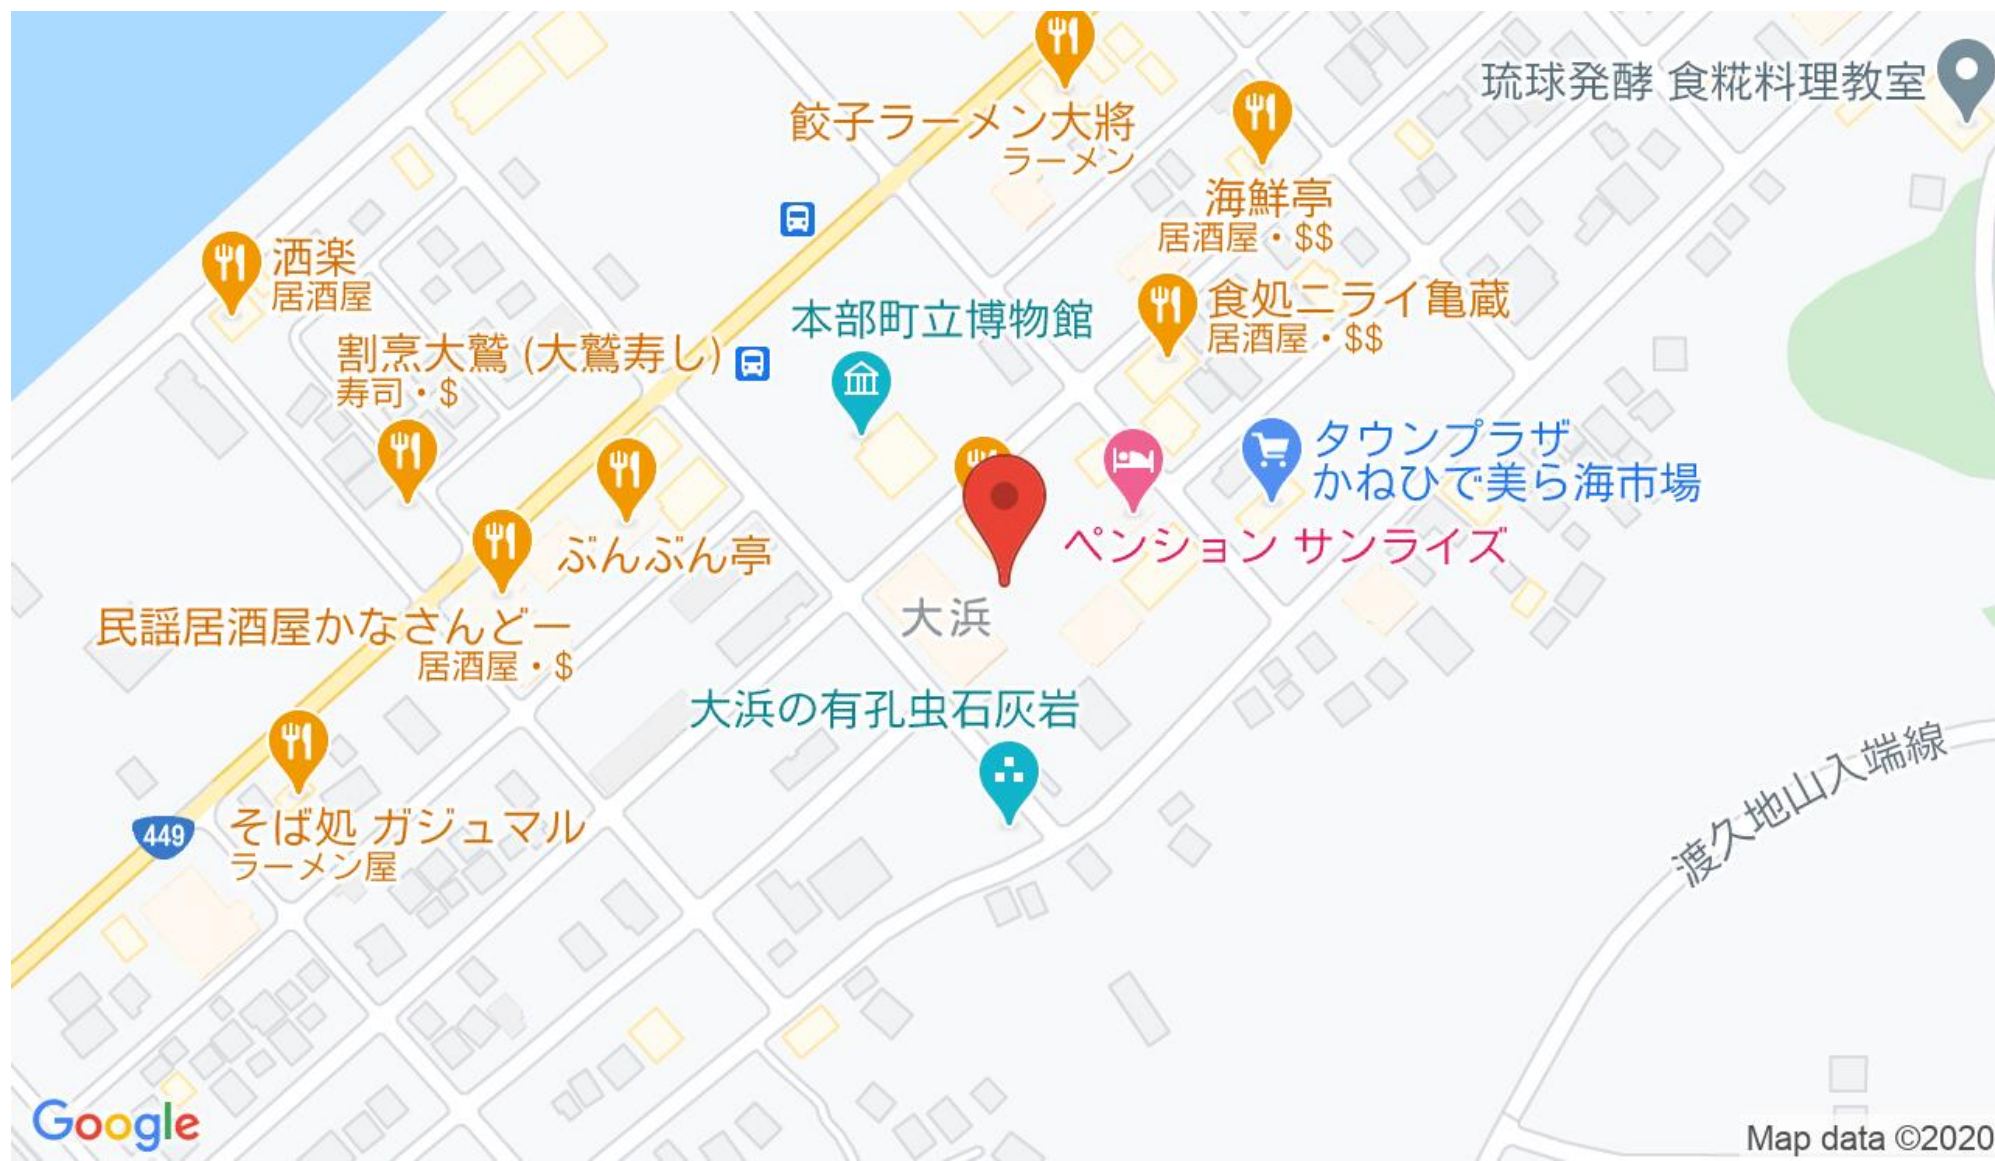 琉球発酵 食糀料理教室
餃子ラーメン大將
ラーメン
海鮮亭
居酒屋・$$
洒楽
居酒屋
食処ニライ亀蔵
居酒屋・$$
本部町立博物館
割烹大鷲 (大鷲寿し)
寿司・$
タウンプラザ
かねひで美ら海市場
ペンション サンライズ
ぶんぶん亭
大浜
民謡居酒屋かなさんどー
居酒屋・$
大浜の有孔虫石灰岩
渡久地山入端線
449
そば処 ガジュマル
ラーメン屋
Google
Map data ©2020